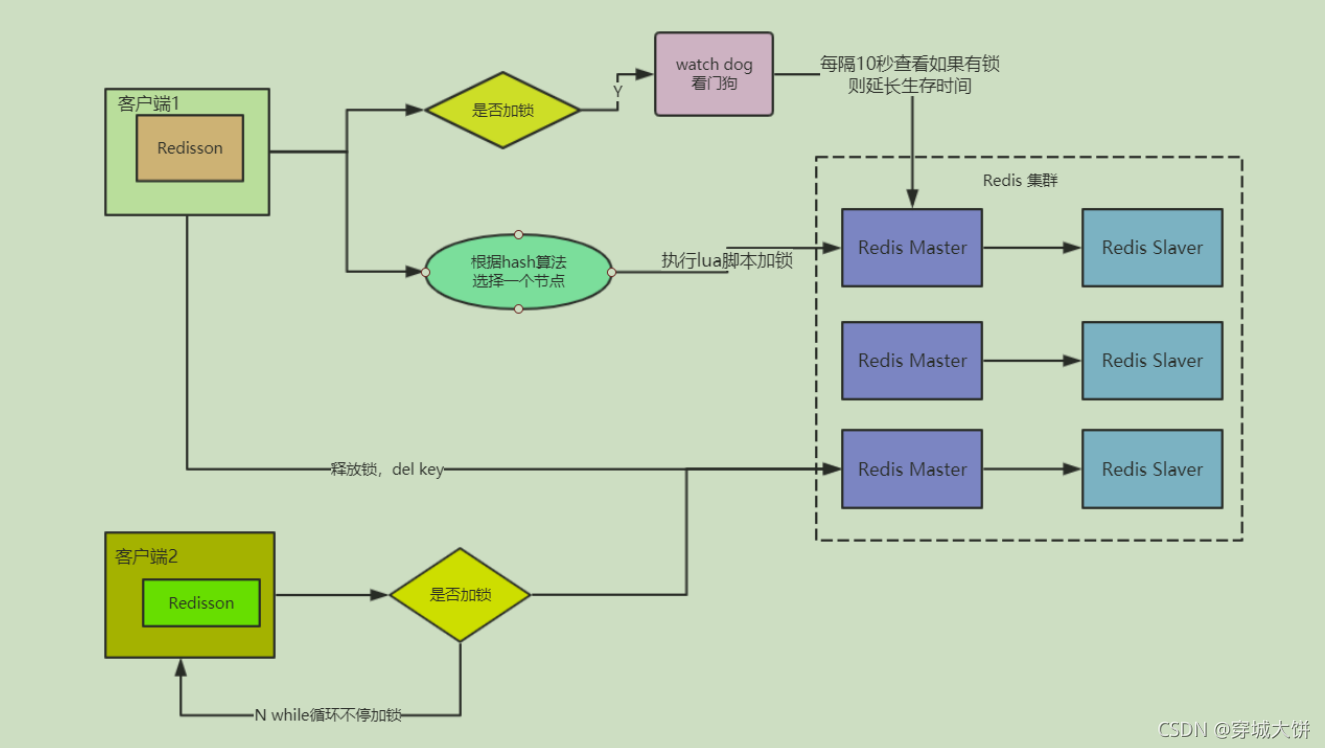 客户端1
Redisson
是否加锁
Y
watch dog
看门狗
每隔10秒查看如果有锁
则延长生存时间
Redis 集群
根据hash算法
选择一个节点
执行lua脚本加锁
Redis Master
Redis Slaver
Redis Master
Redis Slaver
释放锁，del key
Redis Master
Redis Slaver
客户端2
Redisson
是否加锁
N while循环不停加锁
CSDN @穿城大饼